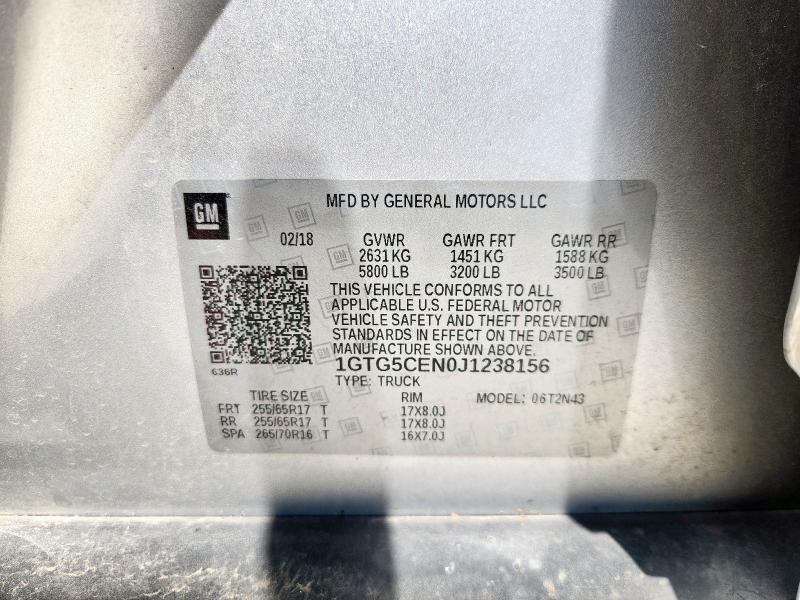 GM
MFD BY GENERAL MOTORS LLC
02/18 GVWR GAWR FRT GAWR RR
2631 KG 1451 KG 1588 KG
5800 LB 3200 LB 3500 LB
THIS VEHICLE CONFORMS TO ALL
APPLICABLE U.S. FEDERAL MOTOR
VEHICLE SAFETY AND THEFT PREVENTION
STANDARDS IN EFFECT ON THE DATE OF
MANUFACTURE SHOWN ABOVE.
636R
1GTG5CEN0J1238156
TYPE: TRUCK
TIRE SIZE RIM MODEL: 06T2N43
FRT 255/65R17 T 17X8.0J
RR 255/65R17 T 17X8.0J
SPA 265/70R16 T 16X7.0J